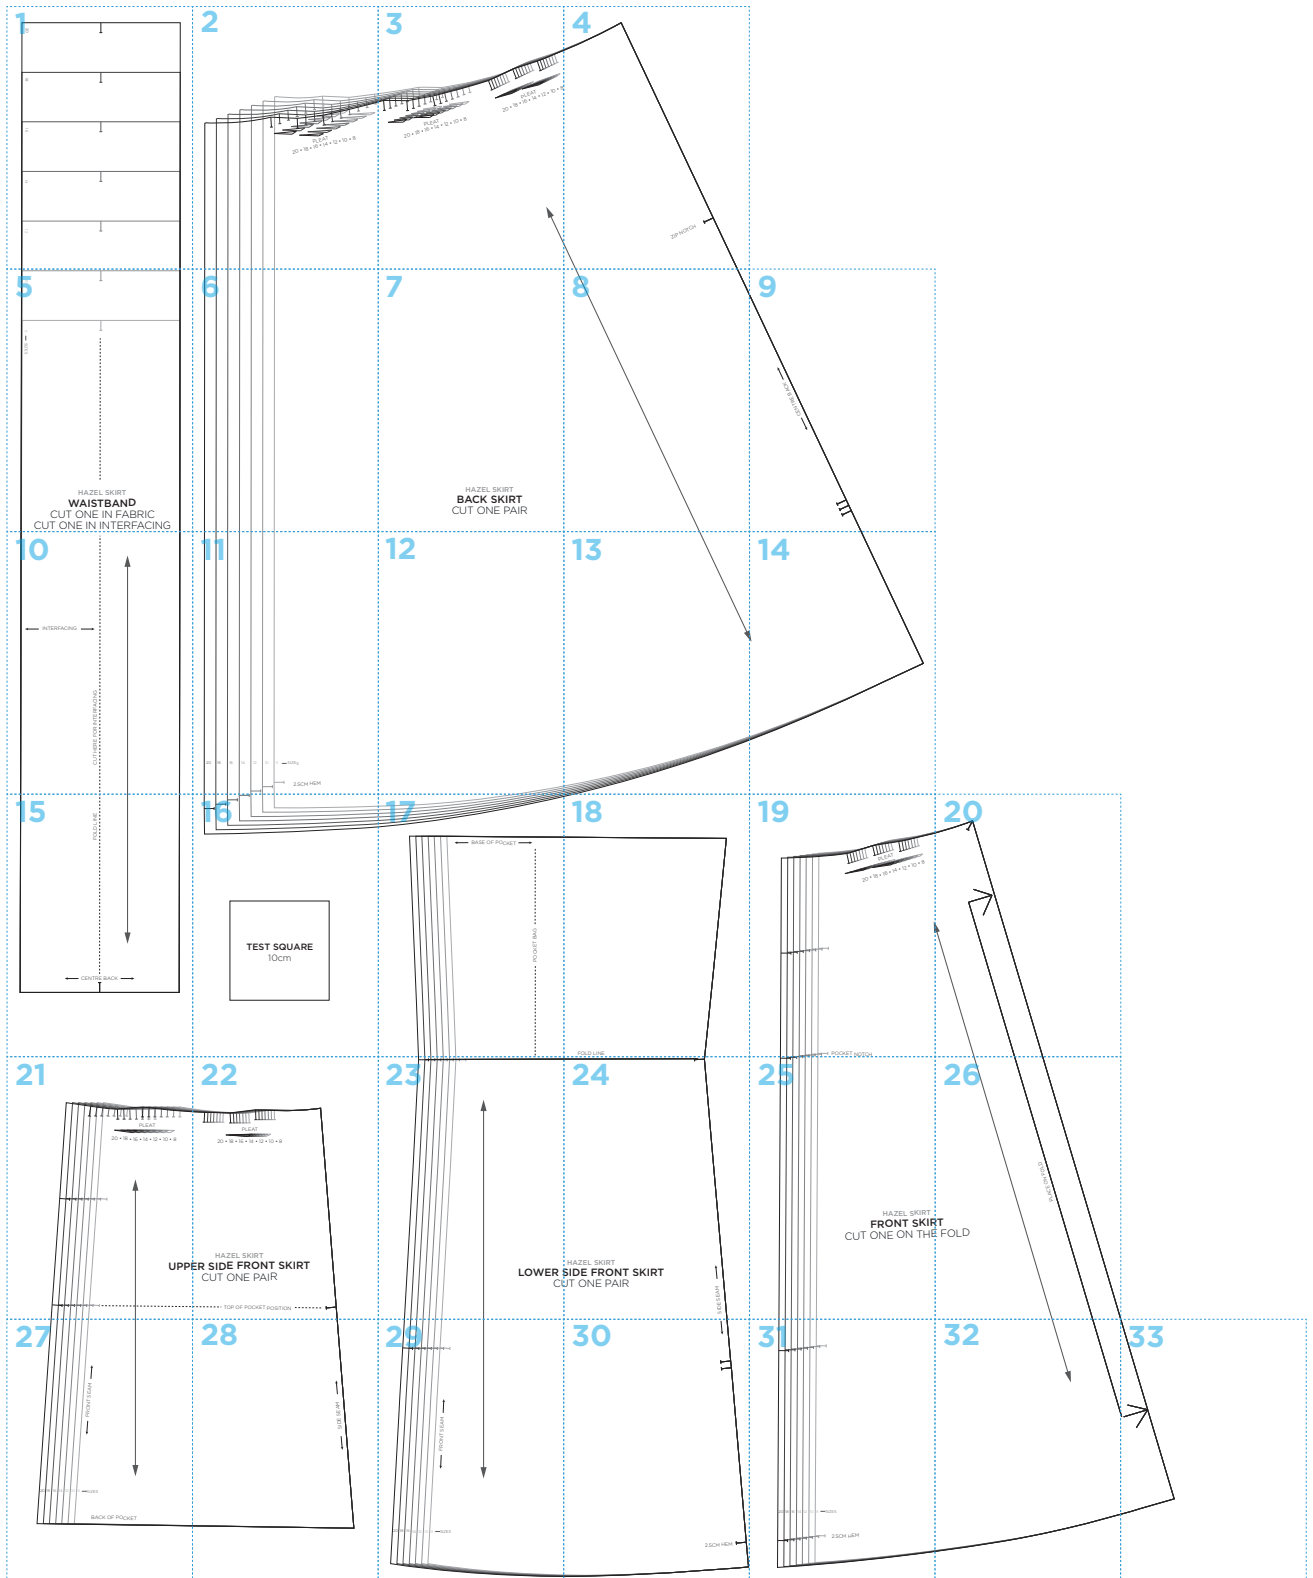 1
2
3
4
PLEAT
20 • 18 • 16 • 14 • 12 • 10 • 8
PLEAT
20 • 18 • 16 • 14 • 12 • 10 • 8
PLEAT
20 • 18 • 16 • 14 • 12 • 10 • 8
ZIP NOTCH
5
6
7
8
9
CENTRE BACK
HAZEL SKIRT
WAISTBAND
CUT ONE IN FABRIC
CUT ONE IN INTERFACING
HAZEL SKIRT
BACK SKIRT
CUT ONE PAIR
10
11
12
13
14
INTERFACING
CUT HERE FOR INTERFACING
2.5CM HEM
15
16
17
18
19
20
FOLD LINE
BASE OF POCKET
POCKET BAG
PLEAT
20 • 18 • 16 • 14 • 12 • 10 • 8
TEST SQUARE
10cm
CENTRE BACK
FOLD LINE
POCKET NOTCH
21
22
23
24
25
26
PLEAT
20 • 18 • 16 • 14 • 12 • 10 • 8
PLEAT
20 • 18 • 16 • 14 • 12 • 10 • 8
PLACE ON FOLD
HAZEL SKIRT
UPPER SIDE FRONT SKIRT
CUT ONE PAIR
HAZEL SKIRT
LOWER SIDE FRONT SKIRT
CUT ONE PAIR
HAZEL SKIRT
FRONT SKIRT
CUT ONE ON THE FOLD
TOP OF POCKET POSITION
SIDE SEAM
27
28
29
30
31
32
33
FRONT SEAM
SIDE SEAM
FRONT SEAM
BACK OF POCKET
2.5CM HEM
2.5CM HEM